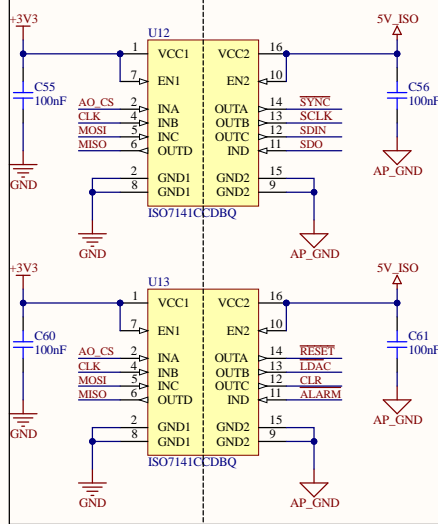 +3V3
U12
5V_ISO
1 VCC1 VCC2 16
7 EN1 EN2 10
C55
100nF
C56
100nF
AO_CS 2 INA OUTA 14 SYNC
CLK 4 INB OUTB 13 SCLK
MOSI 5 INC OUTC 12 SDIN
MISO 6 OUTD IND 11 SDO
2 GND1 GND2 15
8 GND1 GND2 9
GND
AP_GND
ISO7141CCDBQ
GND
AP_GND
+3V3
U13
5V_ISO
1 VCC1 VCC2 16
7 EN1 EN2 10
C60
100nF
C61
100nF
AO_CS 2 INA OUTA 14 RESET
CLK 4 INB OUTB 13 LDAC
MOSI 5 INC OUTC 12 CLR
MISO 6 OUTD IND 11 ALARM
2 GND1 GND2 15
8 GND1 GND2 9
GND
AP_GND
ISO7141CCDBQ
GND
AP_GND